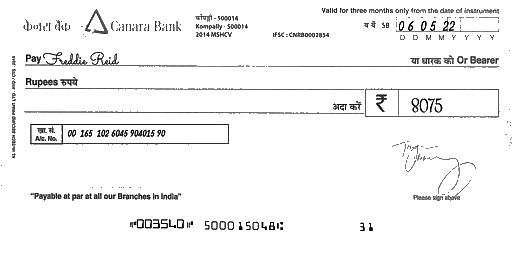 केनरा बैंक Canara Bank
कोंपल्ली - 500014
Kompally - 500014
2014 MSHCV
IFSC : CNRB0002854
Valid for three months only from the date of instrument
SB 06 05 22
D D M M Y Y Y Y
Pay Freddie Reid या धारक को Or Bearer
Rupees रुपये
अदा करें ₹ 8075
खा. सं.
A/c. No. 00 165 102 6045 904015 90
"Payable at par at all our Branches in India"
Please sign above
⑈003540⑈ 500015048⑆ 31